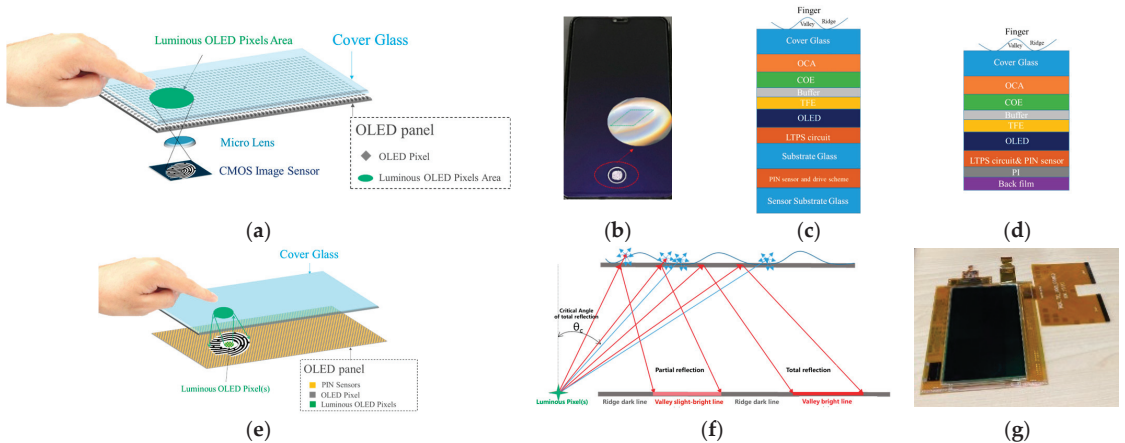 Luminous OLED Pixels Area
Cover Glass
OLED panel
OLED Pixel
Luminous OLED Pixels Area
Micro Lens
CMOS Image Sensor
(a)
(b)
Finger
Valley
Ridge
Cover Glass
OCA
COE
Buffer
TFE
OLED
LTPS circuit
Substrate Glass
PIN sensor and drive scheme
Sensor Substrate Glass
(c)
Finger
Valley
Ridge
Cover Glass
OCA
COE
Buffer
TFE
OLED
LTPS circuit& PIN sensor
PI
Back film
(d)
Cover Glass
Luminous OLED Pixel(s)
OLED panel
PIN Sensors
OLED Pixel
Luminous OLED Pixels
(e)
Critical Angle
of total reflection
θc
Partial reflection
Total reflection
Luminous Pixel(s)
Ridge dark line
Valley slight-bright line
Ridge dark line
Valley bright line
(f)
(g)